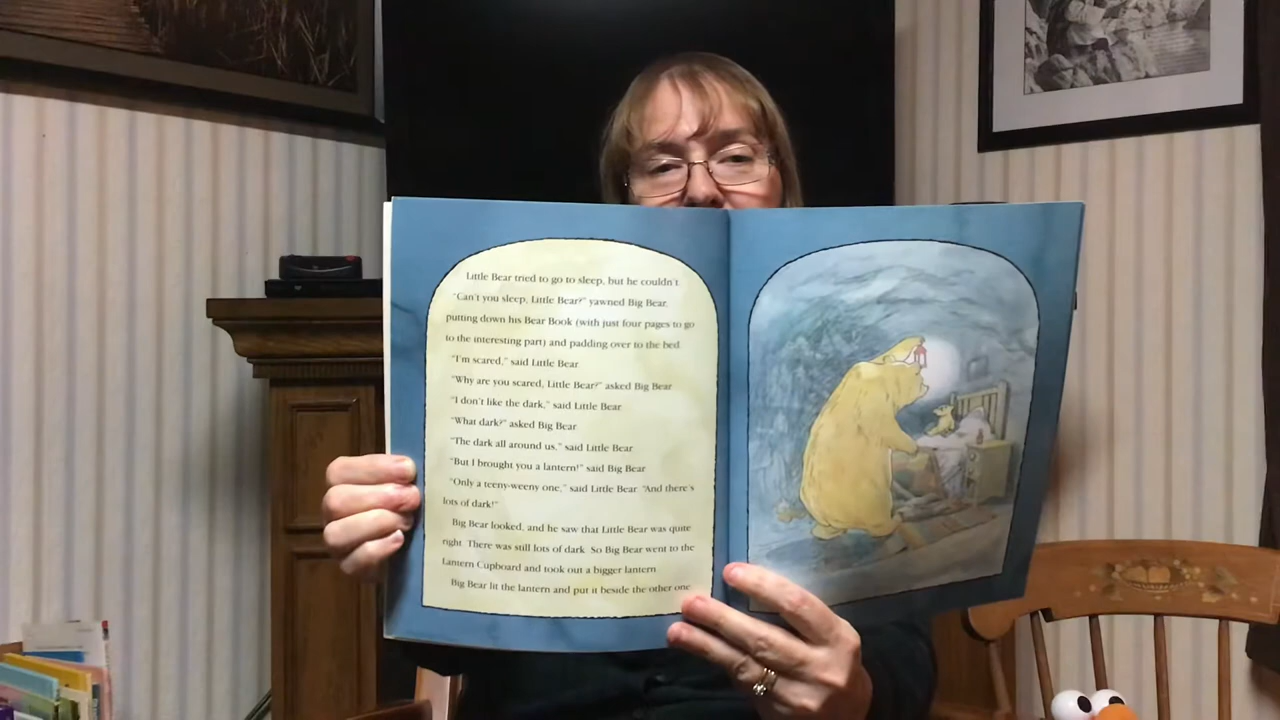 Little Bear tried to go to sleep, but he couldn't.
"Can't you sleep, Little Bear?" yawned Big Bear,
putting down his Bear Book (with just four pages to go
to the interesting part) and padding over to the bed.
"I'm scared," said Little Bear.
"Why are you scared, Little Bear?" asked Big Bear.
"I don't like the dark," said Little Bear.
"What dark?" asked Big Bear.
"The dark all around us," said Little Bear.
"But I brought you a lantern!" said Big Bear.
"Only a teeny-weeny one," said Little Bear. "And there's
lots of dark!"
Big Bear looked, and he saw that Little Bear was quite
right. There was still lots of dark. So Big Bear went to the
Lantern Cupboard and took out a bigger lantern.
Big Bear lit the lantern and put it beside the other one.